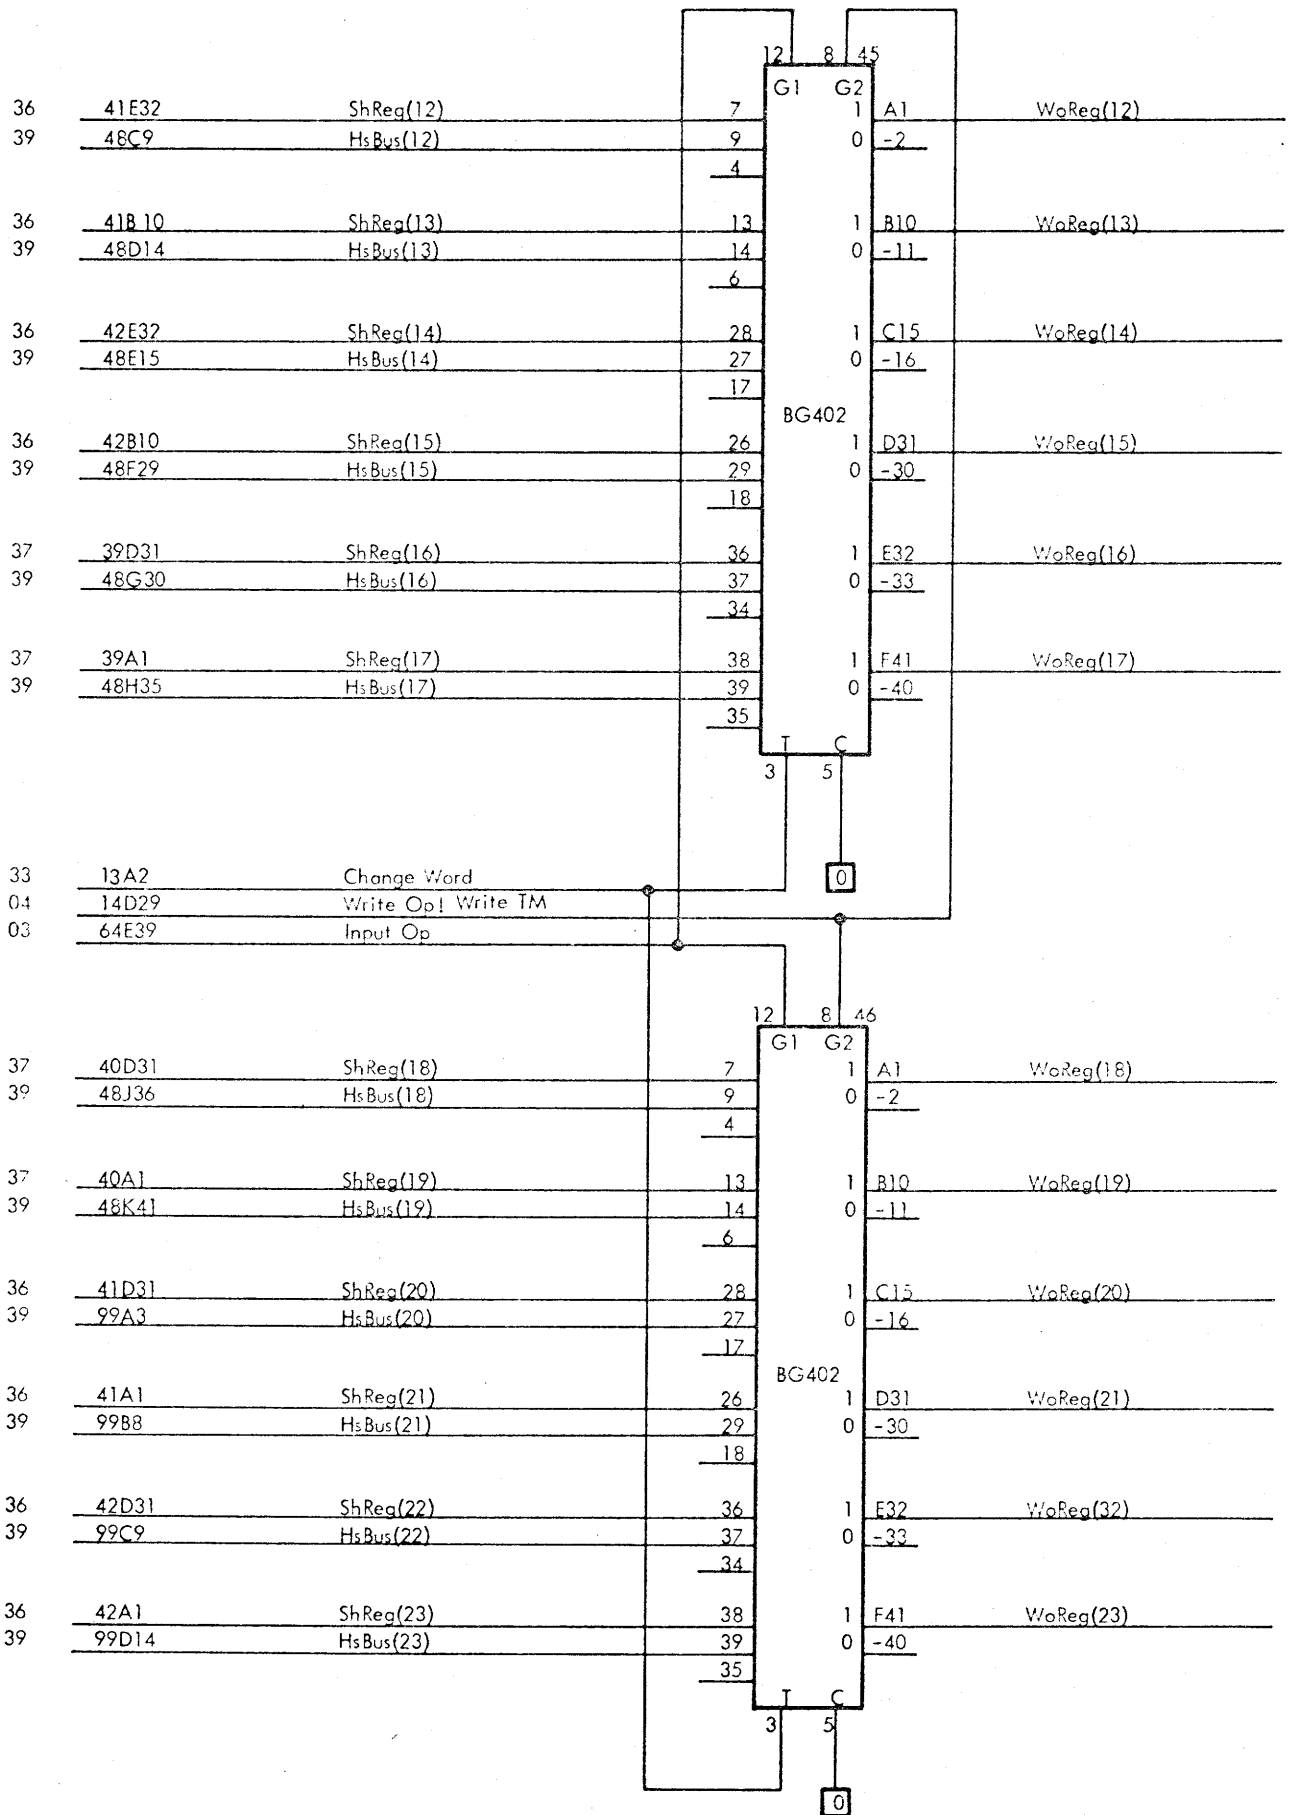 12 8 45
G1 G2
36 41E32 ShReg(12) 7 1 A1 WoReg(12)
39 48C9 HsBus(12) 9 0 -2
4
36 41B10 ShReg(13) 13 1 B10 WoReg(13)
39 48D14 HsBus(13) 14 0 -11
6
36 42E32 ShReg(14) 28 1 C15 WoReg(14)
39 48E15 HsBus(14) 27 0 -16
17
BG402
36 42B10 ShReg(15) 26 1 D31 WoReg(15)
39 48F29 HsBus(15) 29 0 -30
18
37 39D31 ShReg(16) 36 1 E32 WoReg(16)
39 48G30 HsBus(16) 37 0 -33
34
37 39A1 ShReg(17) 38 1 F41 WoReg(17)
39 48H35 HsBus(17) 39 0 -40
35
T C
3 5
33 13A2 Change Word 0
04 14D29 Write Op! Write TM
03 64E39 Input Op
12 8 46
G1 G2
37 40D31 ShReg(18) 7 1 A1 WoReg(18)
39 48J36 HsBus(18) 9 0 -2
4
37 40A1 ShReg(19) 13 1 B10 WoReg(19)
39 48K41 HsBus(19) 14 0 -11
6
36 41D31 ShReg(20) 28 1 C15 WoReg(20)
39 99A3 HsBus(20) 27 0 -16
17
BG402
36 41A1 ShReg(21) 26 1 D31 WoReg(21)
39 99B8 HsBus(21) 29 0 -30
18
36 42D31 ShReg(22) 36 1 E32 WoReg(32)
39 99C9 HsBus(22) 37 0 -33
34
36 42A1 ShReg(23) 38 1 F41 WoReg(23)
39 99D14 HsBus(23) 39 0 -40
35
T C
3 5
0